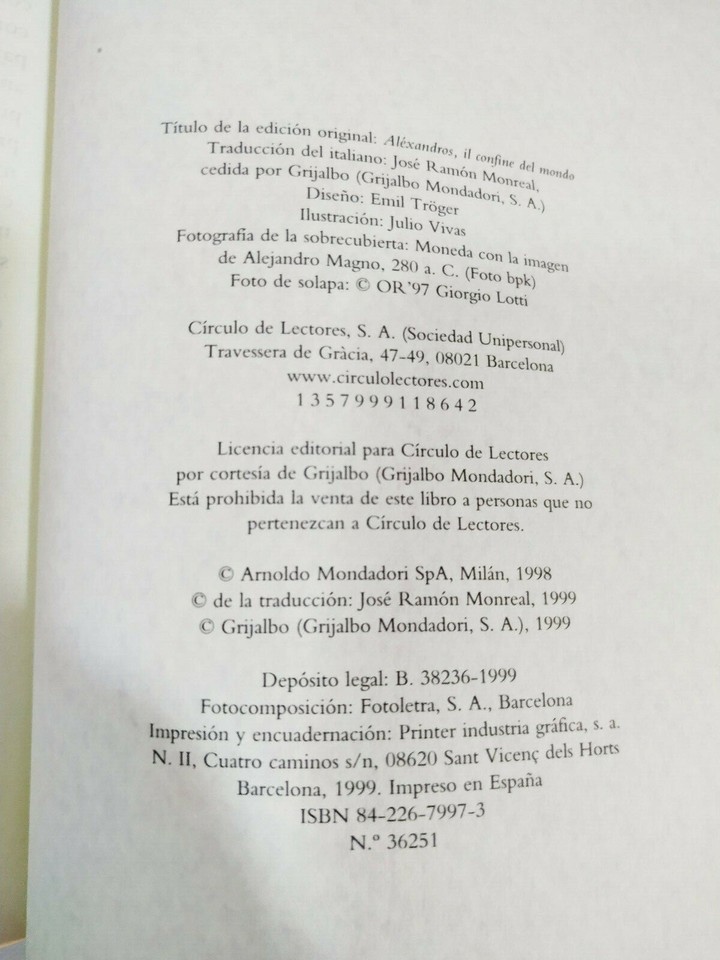 Título de la edición original: Aléxandros, il confine del mondo
Traducción del italiano: José Ramón Monreal,
cedida por Grijalbo (Grijalbo Mondadori, S. A.)
Diseño: Emil Tröger
Ilustración: Julio Vivas
Fotografía de la sobrecubierta: Moneda con la imagen
de Alejandro Magno, 280 a. C. (Foto bpk)
Foto de solapa: © OR'97 Giorgio Lotti
Círculo de Lectores, S. A. (Sociedad Unipersonal)
Travessera de Gràcia, 47-49, 08021 Barcelona
www.circulolectores.com
1 3 5 7 9 9 9 1 1 8 6 4 2
Licencia editorial para Círculo de Lectores
por cortesía de Grijalbo (Grijalbo Mondadori, S. A.)
Está prohibida la venta de este libro a personas que no
pertenezcan a Círculo de Lectores.
© Arnoldo Mondadori SpA, Milán, 1998
© de la traducción: José Ramón Monreal, 1999
© Grijalbo (Grijalbo Mondadori, S. A.), 1999
Depósito legal: B. 38236-1999
Fotocomposición: Fotoletra, S. A., Barcelona
Impresión y encuadernación: Printer industria gráfica, s. a.
N. II, Cuatro caminos s/n, 08620 Sant Vicenç dels Horts
Barcelona, 1999. Impreso en España
ISBN 84-226-7997-3
N.º 36251